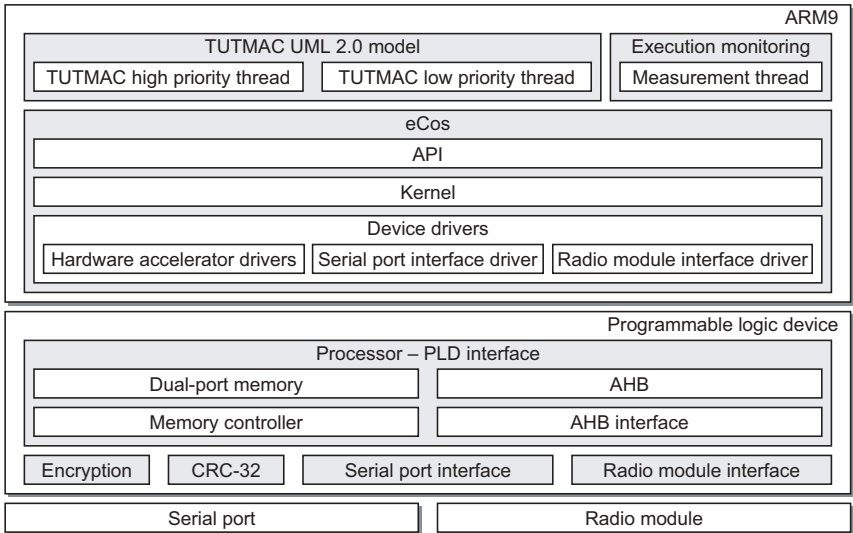 ARM9
TUTMAC UML 2.0 model
Execution monitoring
TUTMAC high priority thread
TUTMAC low priority thread
Measurement thread
eCos
API
Kernel
Device drivers
Hardware accelerator drivers
Serial port interface driver
Radio module interface driver
Programmable logic device
Processor – PLD interface
Dual-port memory
AHB
Memory controller
AHB interface
Encryption
CRC-32
Serial port interface
Radio module interface
Serial port
Radio module